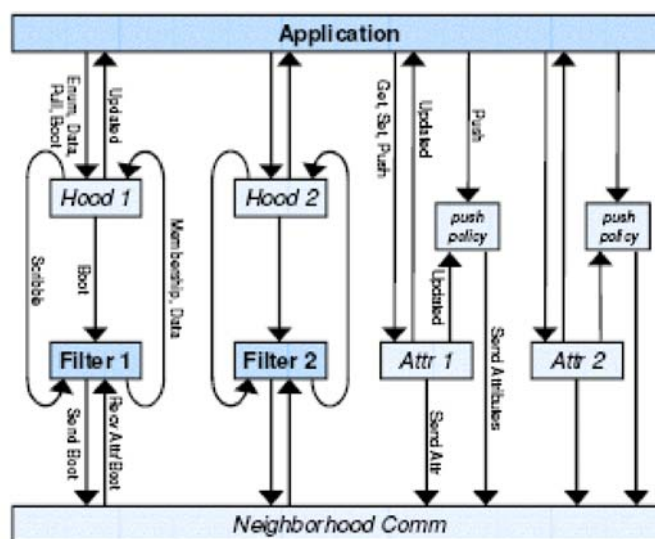 Application
Enum, Data,
Pull, Boot
Updated
Get, Set, Push
Updated
Push
Hood 1
Hood 2
push
policy
push
policy
Scribble
Boot
Membership, Data
Updated
Filter 1
Filter 2
Attr 1
Attr 2
Send Boot
Recv Attr/Boot
Send Attr
Send Attributes
Neighborhood Comm